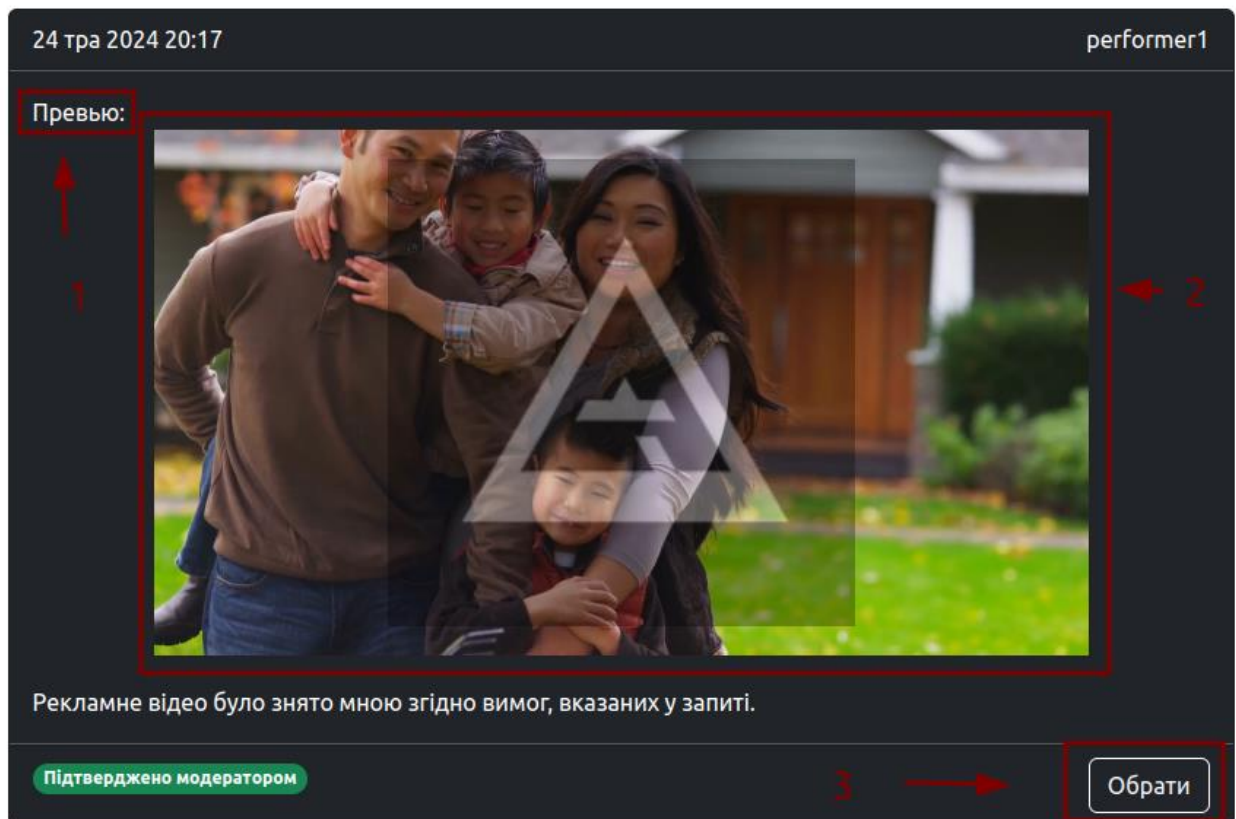 24 тра 2024 20:17 performer1
Превью:
1
2
Рекламне відео було знято мною згідно вимог, вказаних у запиті.
Підтверджено модератором
3
Обрати